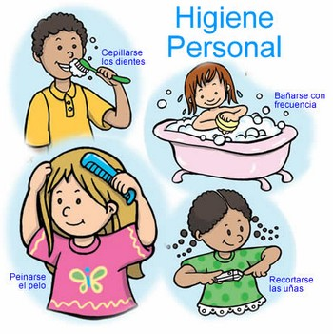 Higiene
Personal
Cepillarse
los dientes
Bañarse con
frecuencia
Peinarse
el pelo
Recortarse
las uñas